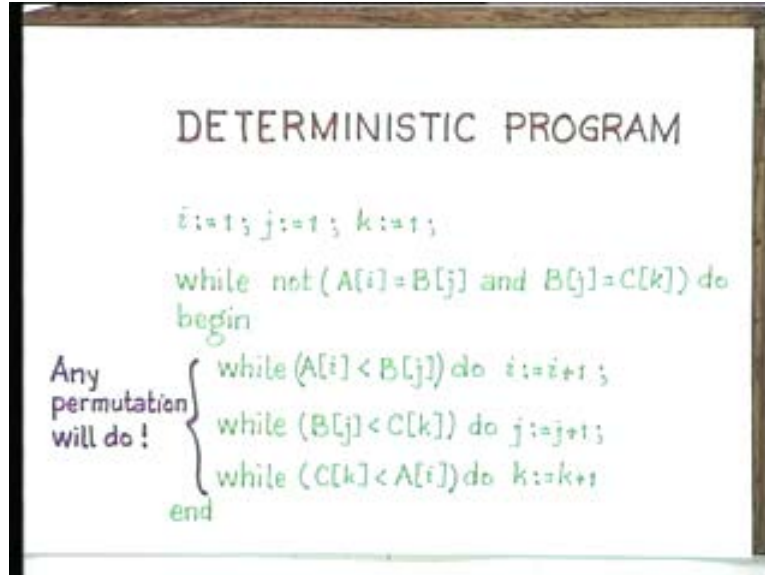 DETERMINISTIC PROGRAM
i:=1; j:=1; k:=1;
while not (A[i]=B[j] and B[j]=C[k]) do
begin
Any permutation will do!
while (A[i]<B[j]) do i:=i+1;
while (B[j]<C[k]) do j:=j+1;
while (C[k]<A[i]) do k:=k+1
end